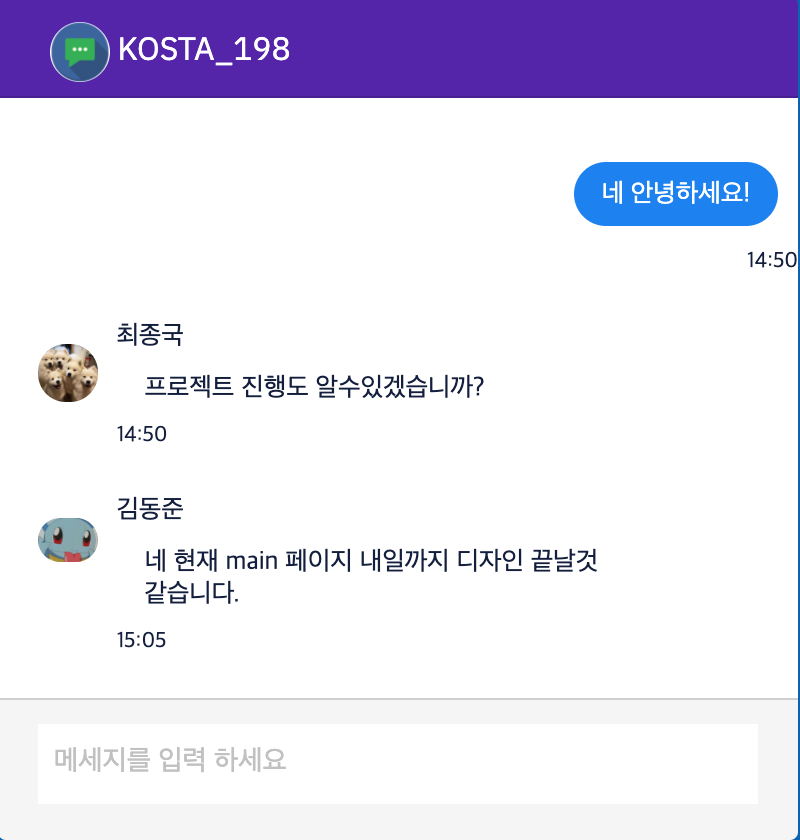 KOSTA_198
네 안녕하세요!
14:50
최종국
프로젝트 진행도 알수있겠습니까?
14:50
김동준
네 현재 main 페이지 내일까지 디자인 끝날것
같습니다.
15:05
메세지를 입력 하세요